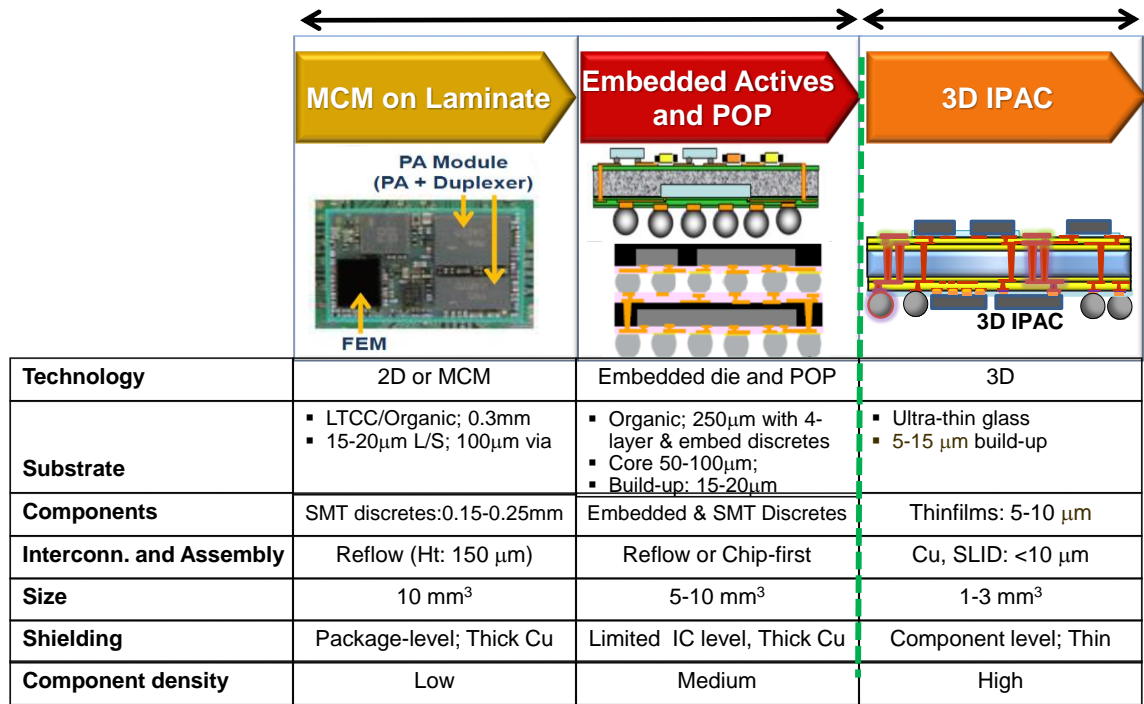 MCM on Laminate
Embedded Actives
and POP
3D IPAC
PA Module
(PA + Duplexer)
FEM
3D IPAC
Technology
2D or MCM
Embedded die and POP
3D
Substrate
▪ LTCC/Organic; 0.3mm
▪ 15-20μm L/S; 100μm via
▪ Organic; 250μm with 4-
layer & embed discretes
▪ Core 50-100μm;
▪ Build-up: 15-20μm
▪ Ultra-thin glass
▪ 5-15 μm build-up
Components
SMT discretes:0.15-0.25mm
Embedded & SMT Discretes
Thinfilms: 5-10 μm
Interconn. and Assembly
Reflow (Ht: 150 μm)
Reflow or Chip-first
Cu, SLID: <10 μm
Size
10 mm³
5-10 mm³
1-3 mm³
Shielding
Package-level; Thick Cu
Limited IC level, Thick Cu
Component level; Thin
Component density
Low
Medium
High